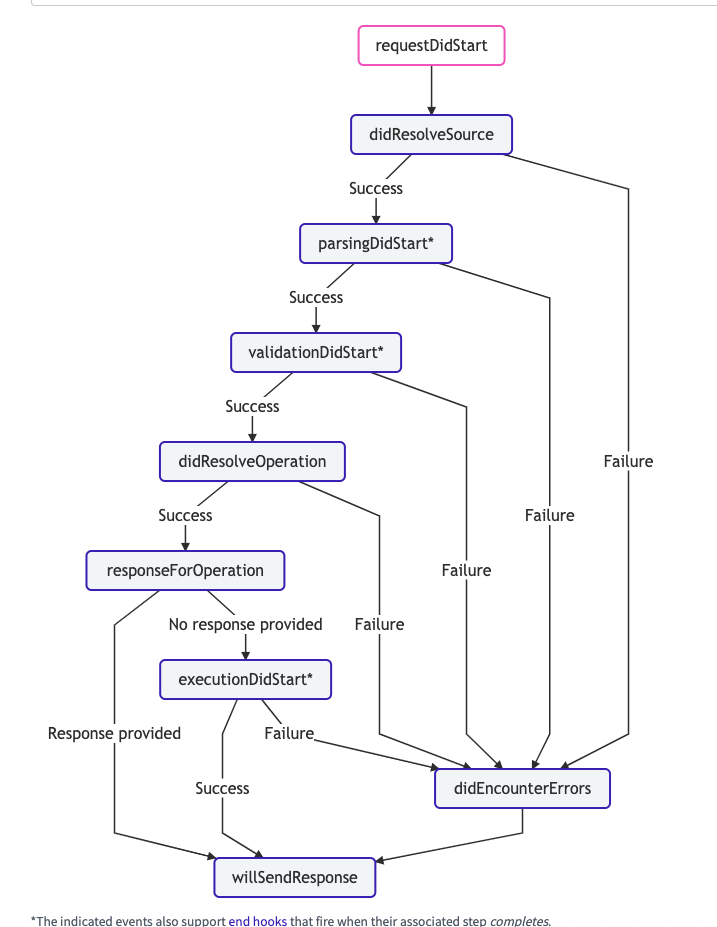 requestDidStart
didResolveSource
Success
parsingDidStart*
Success
validationDidStart*
Success
didResolveOperation
Failure
Success
Failure
responseForOperation
Failure
No response provided
Failure
executionDidStart*
Response provided
Failure
Success
didEncounterErrors
willSendResponse
*The indicated events also support end hooks that fire when their associated step completes.